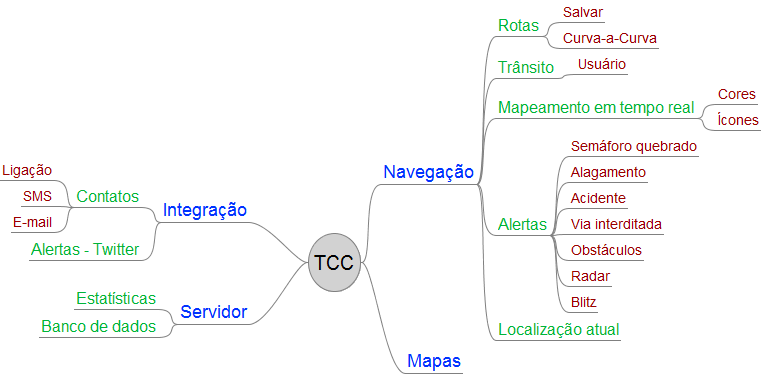 TCC
Navegação
Rotas
Salvar
Curva-a-Curva
Trânsito
Usuário
Mapeamento em tempo real
Cores
Ícones
Alertas
Semáforo quebrado
Alagamento
Acidente
Via interditada
Obstáculos
Radar
Blitz
Localização atual
Mapas
Integração
Contatos
Ligação
SMS
E-mail
Alertas - Twitter
Servidor
Estatísticas
Banco de dados